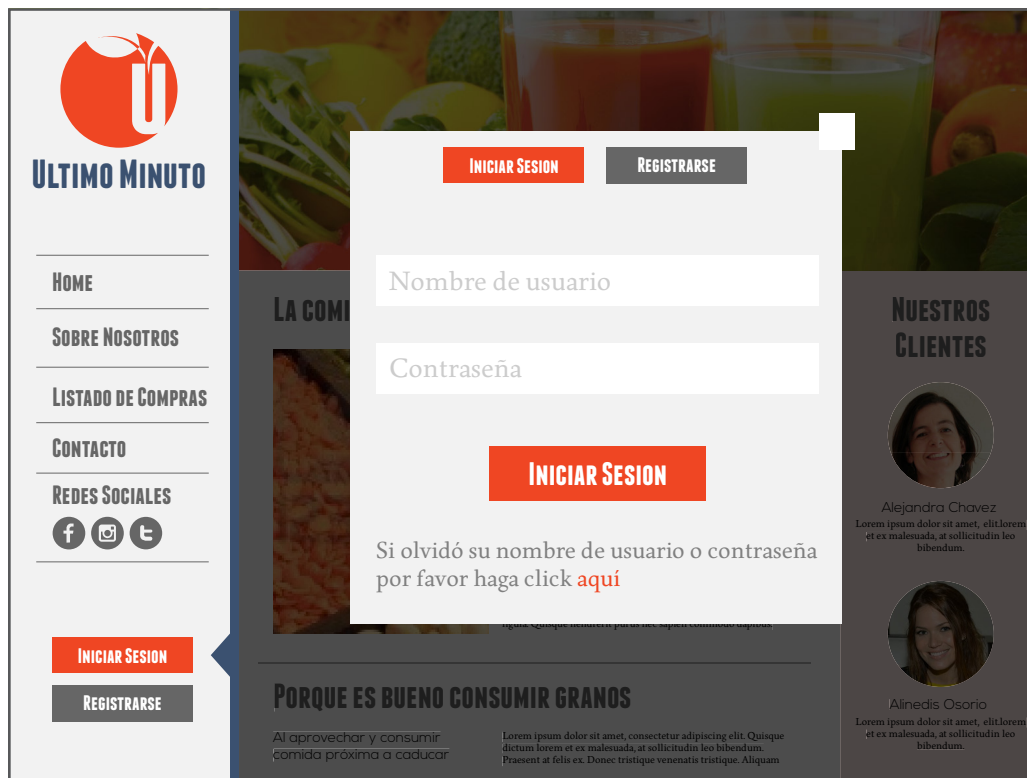 U
ULTIMO MINUTO
HOME
SOBRE NOSOTROS
LISTADO DE COMPRAS
CONTACTO
REDES SOCIALES
INICIAR SESION
REGISTRARSE
INICIAR SESION
REGISTRARSE
Nombre de usuario
Contraseña
INICIAR SESION
Si olvidó su nombre de usuario o contraseña
por favor haga click aquí
LA COMI
PORQUE ES BUENO CONSUMIR GRANOS
Al aprovechar y consumir
comida próxima a caducar
Lorem ipsum dolor sit amet, consectetur adipiscing elit. Quisque
dictum lorem et ex malesuada, at sollicitudin leo bibendum.
Praesent at felis ex. Donec tristique venenatis tristique. Aliquam
NUESTROS
CLIENTES
Alejandra Chavez
Lorem ipsum dolor sit amet, elit.lorem
et ex malesuada, at sollicitudin leo
bibendum.
Alinedis Osorio
Lorem ipsum dolor sit amet, elit.lorem
et ex malesuada, at sollicitudin leo
bibendum.